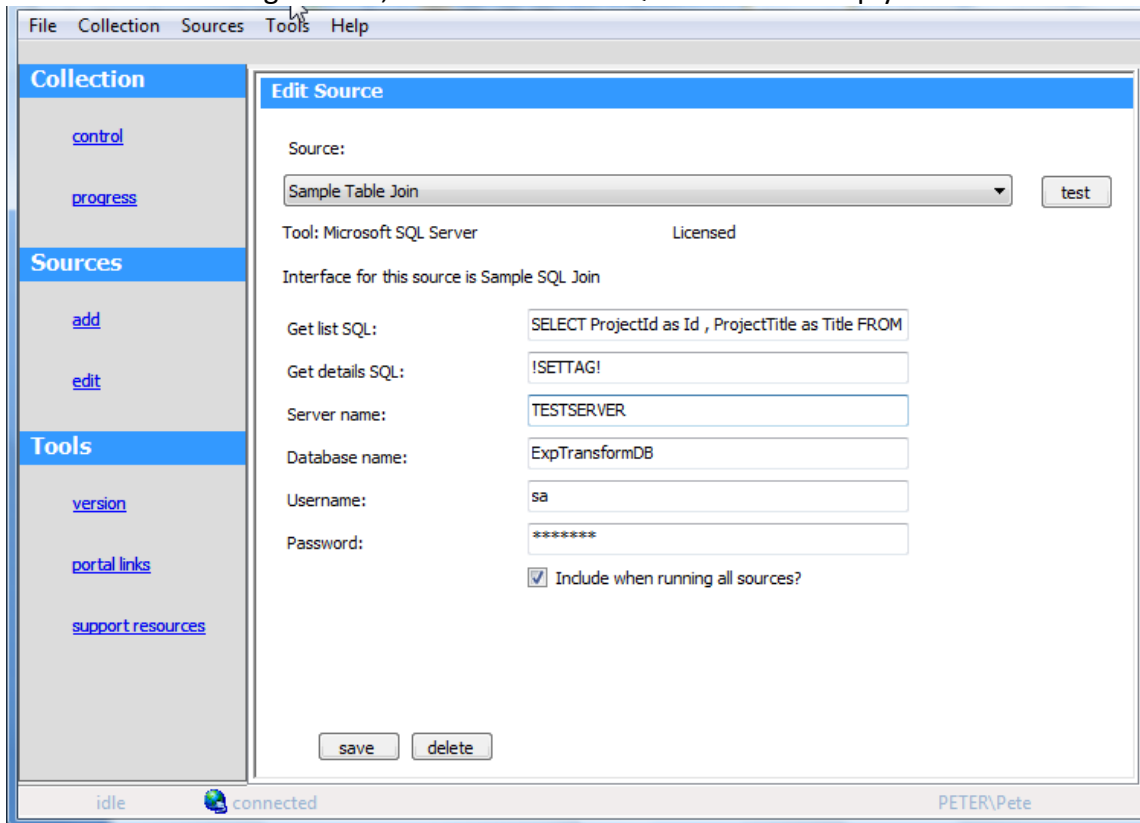 File Collection Sources Tools Help
Collection
control
progress
Sources
add
edit
Tools
version
portal links
support resources
Edit Source
Source:
Sample Table Join
test
Tool: Microsoft SQL Server Licensed
Interface for this source is Sample SQL Join
Get list SQL: SELECT ProjectId as Id , ProjectTitle as Title FROM
Get details SQL: !SETTAG!
Server name: TESTSERVER
Database name: ExpTransformDB
Username: sa
Password: *******
Include when running all sources?
save delete
idle connected PETER\Pete